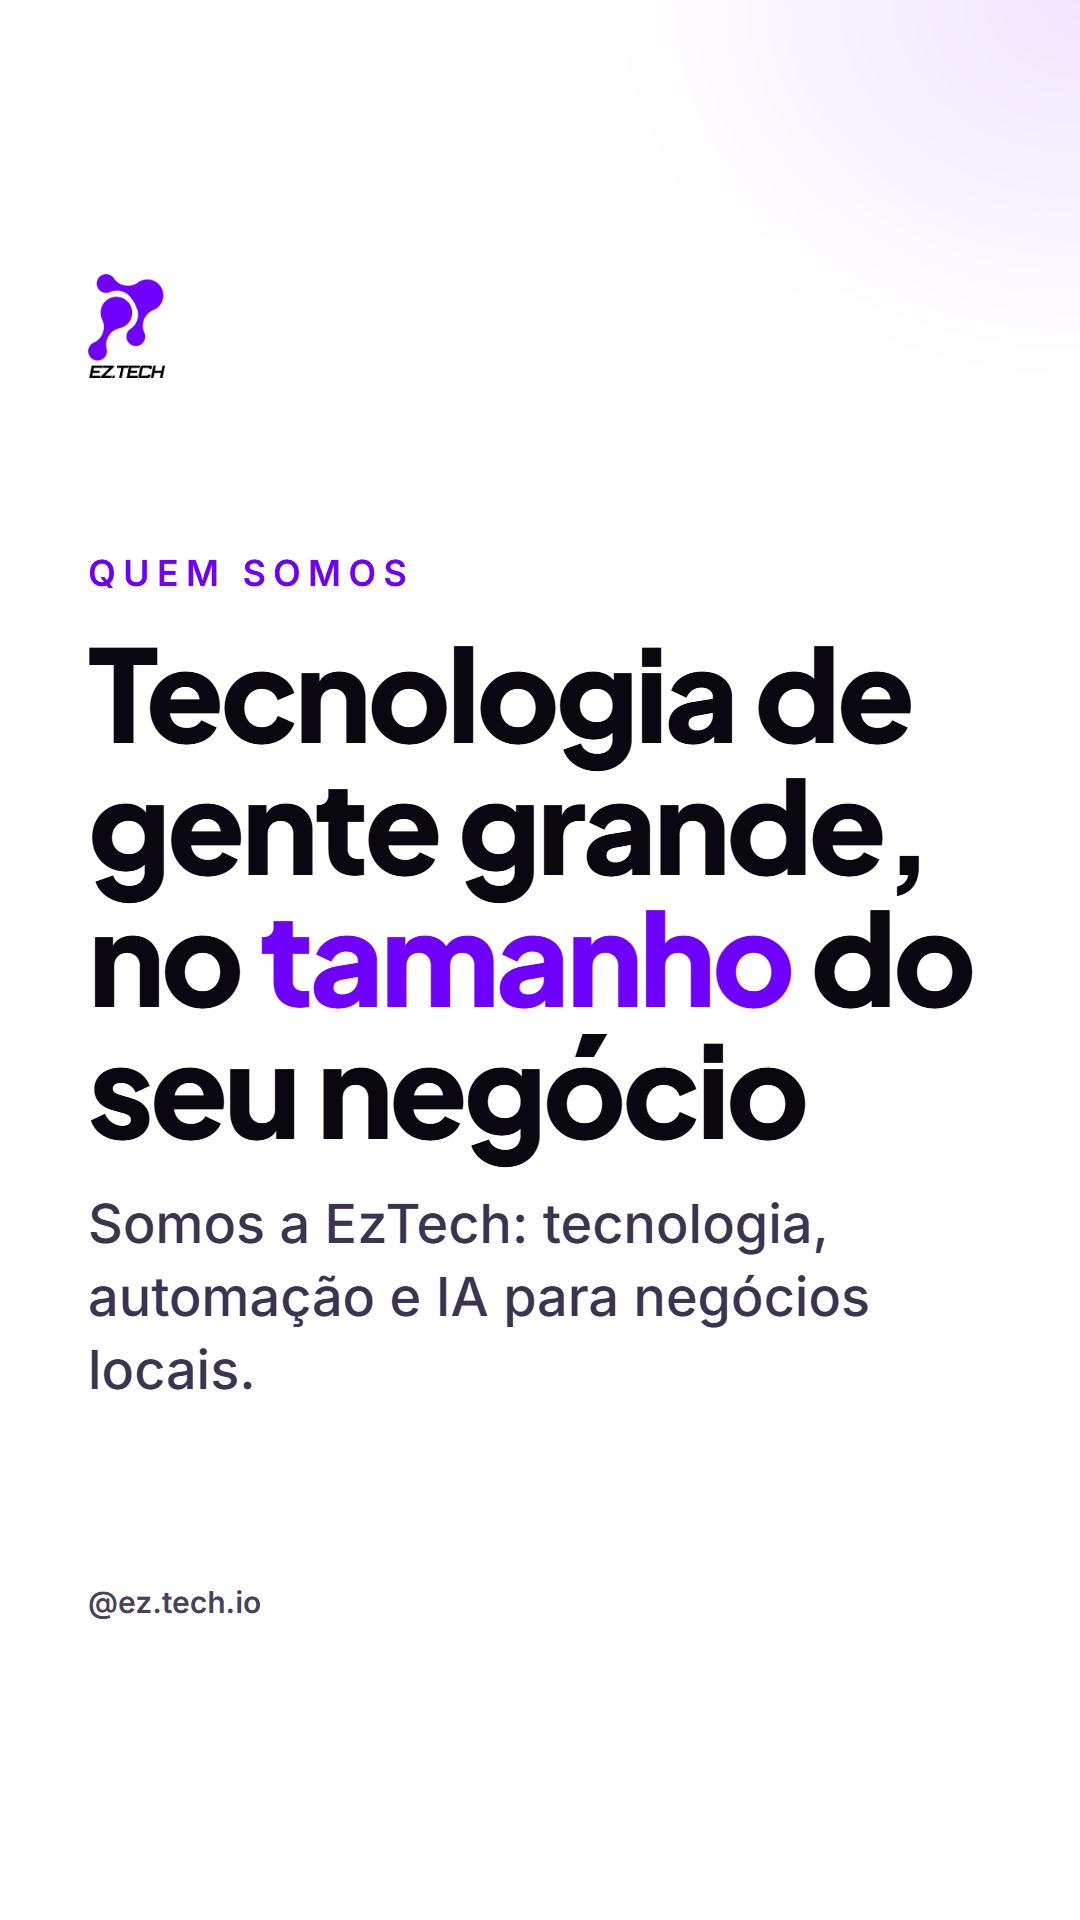 EZ.TECH
QUEM SOMOS
Tecnologia de
gente grande,
no tamanho do
seu negócio
Somos a EzTech: tecnologia,
automação e IA para negócios
locais.
@ez.tech.io